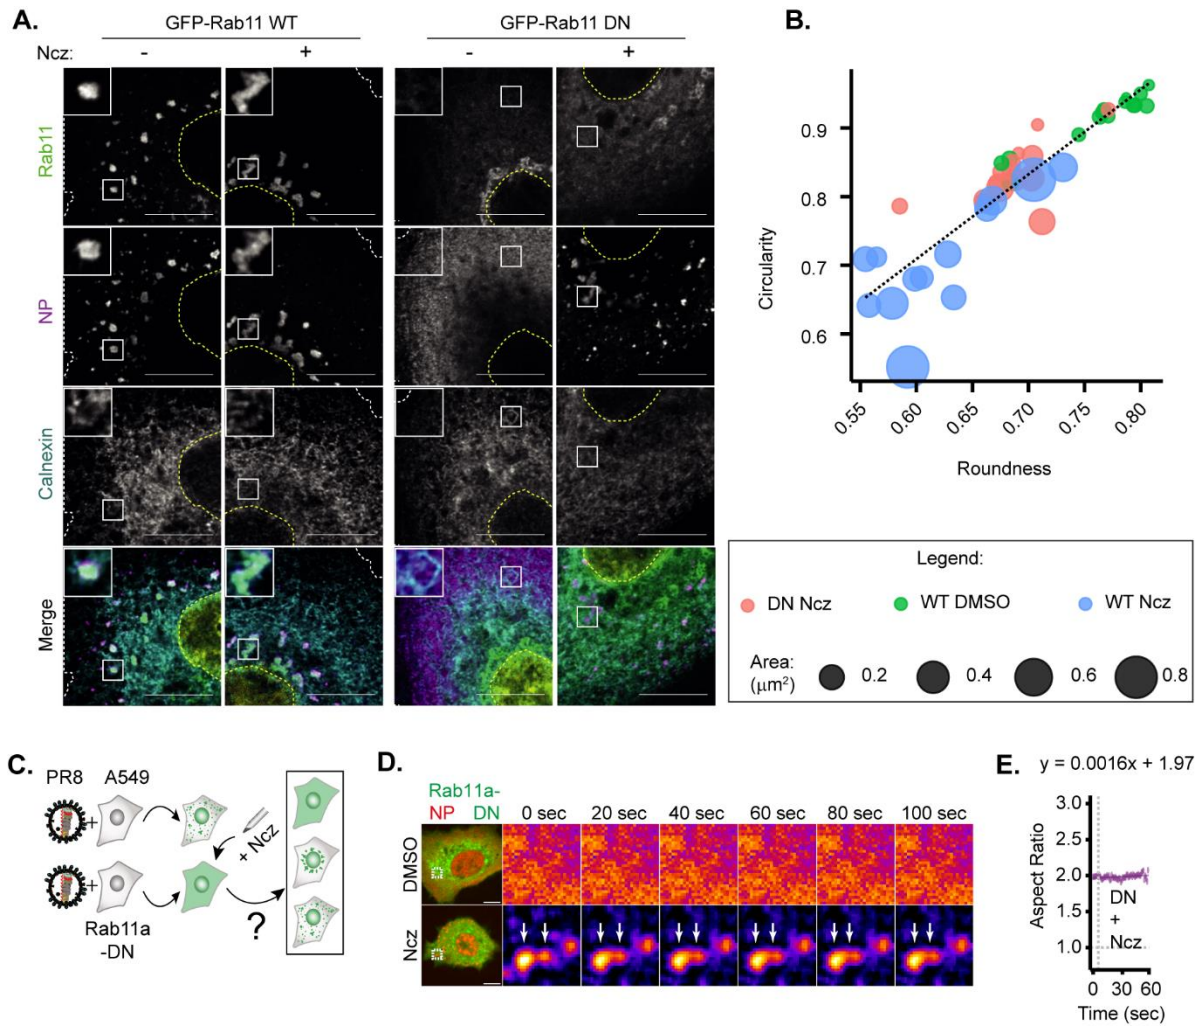 A.
GFP-Rab11 WT GFP-Rab11 DN
Ncz: - + - +
Rab11
NP
Calnexin
Merge
B.
0.9
0.8
0.7
0.6
Circularity
0.55 0.60 0.65 0.70 0.75 0.80
Roundness
Legend:
DN Ncz WT DMSO WT Ncz
Area: 0.2 0.4 0.6 0.8
(μm²)
C.
PR8 A549
+ +
+ Ncz
Rab11a
-DN
?
D.
Rab11a-
NP DN 0 sec 20 sec 40 sec 60 sec 80 sec 100 sec
DMSO
Ncz
E.
y = 0.0016x + 1.97
3.0
2.0
1.0
Aspect Ratio
DN
+
Ncz
0 30 60
Time (sec)